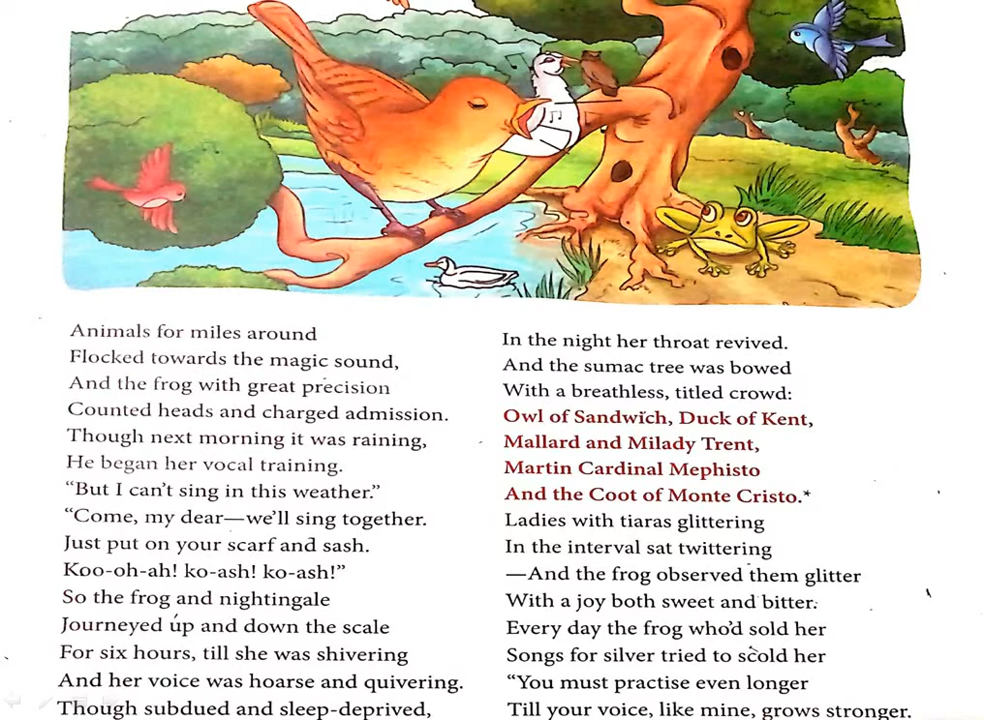 Animals for miles around
Flocked towards the magic sound,
And the frog with great precision
Counted heads and charged admission.
Though next morning it was raining,
He began her vocal training.
“But I can’t sing in this weather.”
“Come, my dear—we’ll sing together.
Just put on your scarf and sash.
Koo-oh-ah! ko-ash! ko-ash!”
So the frog and nightingale
Journeyed up and down the scale
For six hours, till she was shivering
And her voice was hoarse and quivering.
Though subdued and sleep-deprived,
In the night her throat revived.
And the sumac tree was bowed
With a breathless, titled crowd:
Owl of Sandwich, Duck of Kent,
Mallard and Milady Trent,
Martin Cardinal Mephisto
And the Coot of Monte Cristo.*
Ladies with tiaras glittering
In the interval sat twittering
—And the frog observed them glitter
With a joy both sweet and bitter.
Every day the frog who’d sold her
Songs for silver tried to scold her
“You must practise even longer
Till your voice, like mine, grows stronger.